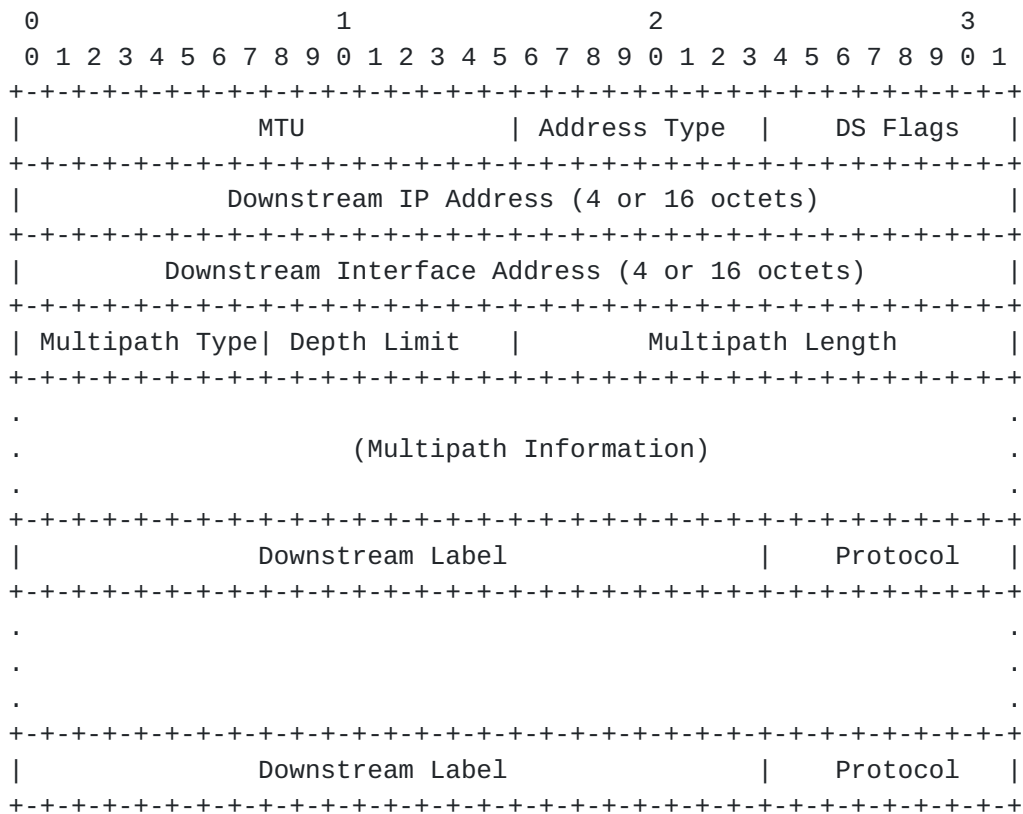 0                   1                   2                   3
 0 1 2 3 4 5 6 7 8 9 0 1 2 3 4 5 6 7 8 9 0 1 2 3 4 5 6 7 8 9 0 1
+-+-+-+-+-+-+-+-+-+-+-+-+-+-+-+-+-+-+-+-+-+-+-+-+-+-+-+-+-+-+-+-+
|               MTU             | Address Type  |    DS Flags   |
+-+-+-+-+-+-+-+-+-+-+-+-+-+-+-+-+-+-+-+-+-+-+-+-+-+-+-+-+-+-+-+-+
|             Downstream IP Address (4 or 16 octets)            |
+-+-+-+-+-+-+-+-+-+-+-+-+-+-+-+-+-+-+-+-+-+-+-+-+-+-+-+-+-+-+-+-+
|         Downstream Interface Address (4 or 16 octets)         |
+-+-+-+-+-+-+-+-+-+-+-+-+-+-+-+-+-+-+-+-+-+-+-+-+-+-+-+-+-+-+-+-+
| Multipath Type| Depth Limit   |        Multipath Length       |
+-+-+-+-+-+-+-+-+-+-+-+-+-+-+-+-+-+-+-+-+-+-+-+-+-+-+-+-+-+-+-+-+
.                                                               .
.                     (Multipath Information)                   .
.                                                               .
+-+-+-+-+-+-+-+-+-+-+-+-+-+-+-+-+-+-+-+-+-+-+-+-+-+-+-+-+-+-+-+-+
|               Downstream Label                |    Protocol   |
+-+-+-+-+-+-+-+-+-+-+-+-+-+-+-+-+-+-+-+-+-+-+-+-+-+-+-+-+-+-+-+-+
.                                                               .
.                                                               .
.                                                               .
+-+-+-+-+-+-+-+-+-+-+-+-+-+-+-+-+-+-+-+-+-+-+-+-+-+-+-+-+-+-+-+-+
|               Downstream Label                |    Protocol   |
+-+-+-+-+-+-+-+-+-+-+-+-+-+-+-+-+-+-+-+-+-+-+-+-+-+-+-+-+-+-+-+-+